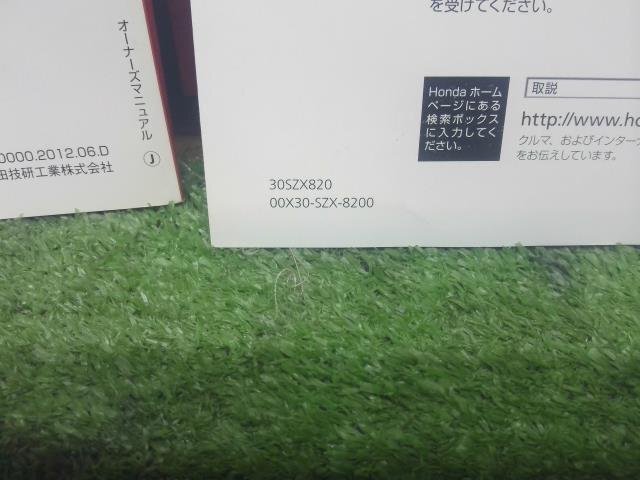 オーナーズマニュアル Ⓙ
0000.2012.06.D
田技研工業株式会社
を受けてください。
Honda ホーム
ページにある
検索ボックス
に入力してく
ださい。
取説
http://www.ho
クルマ、およびインターナ
をお伝えしています。
30SZX820
00X30-SZX-8200